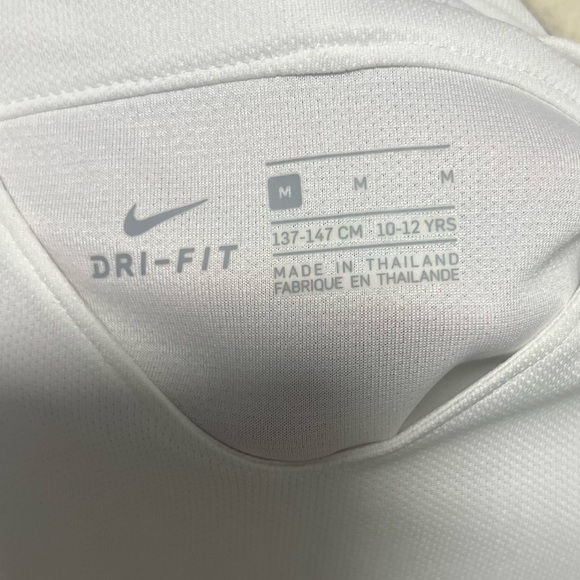 DRI-FIT
M M M
137-147 CM 10-12 YRS
MADE IN THAILAND
FABRIQUE EN THAILANDE